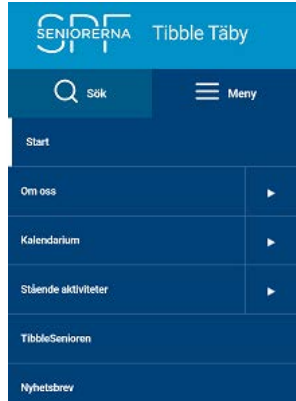 SPF
SENIORERNA
Tibble Täby
Sök
Meny
Start
Om oss
Kalendarium
Stående aktiviteter
TibbleSenioren
Nyhetsbrev